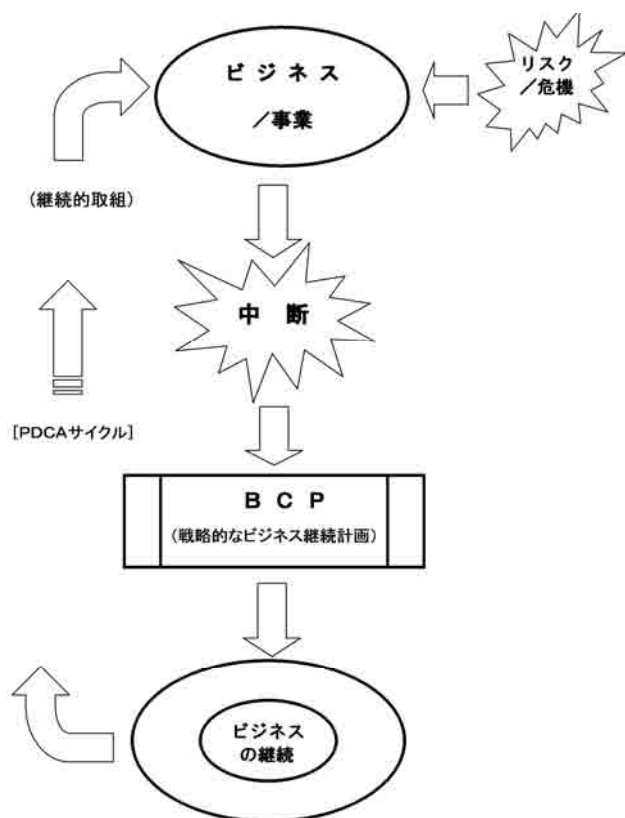 ビジネス
／事業
リスク
／危機
(継続的取組)
中 断
[PDCAサイクル]
B C P
(戦略的なビジネス継続計画)
ビジネス
の継続